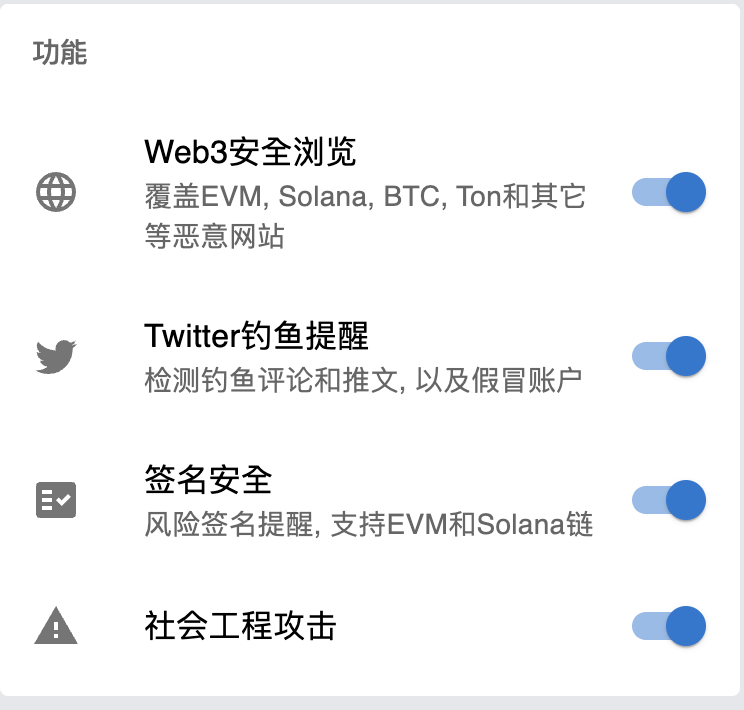 功能
Web3安全浏览
覆盖EVM, Solana, BTC, Ton和其它
等恶意网站
Twitter钓鱼提醒
检测钓鱼评论和推文, 以及假冒账户
签名安全
风险签名提醒, 支持EVM和Solana链
社会工程攻击